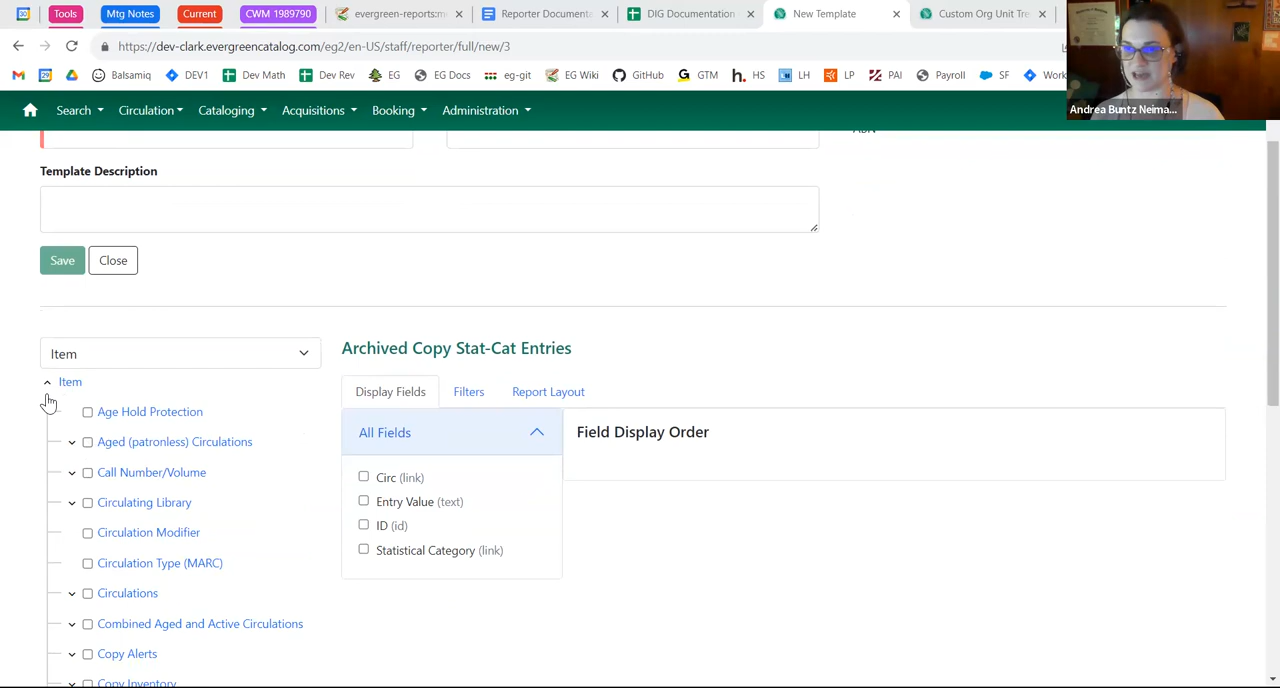 Tools
Mtg Notes
Current
CWM 1989790
evergreen-reports:m
Reporter Documenta
DIG Documentation
New Template
Custom Org Unit Tre
https://dev-clark.evergreencatalog.com/eg2/en-US/staff/reporter/full/new/3
Balsamiq
DEV1
Dev Math
Dev Rev
EG
EG Docs
eg-git
EG Wiki
GitHub
GTM
HS
LH
LP
PAI
Payroll
SF
Work
Andrea Buntz Neima...
Search
Circulation
Cataloging
Acquisitions
Booking
Administration
Template Description
Save
Close
Item
Archived Copy Stat-Cat Entries
Item
Display Fields
Filters
Report Layout
Age Hold Protection
Aged (patronless) Circulations
Call Number/Volume
Circulating Library
Circulation Modifier
Circulation Type (MARC)
Circulations
Combined Aged and Active Circulations
Copy Alerts
Copy Inventory
All Fields
Field Display Order
Circ (link)
Entry Value (text)
ID (id)
Statistical Category (link)